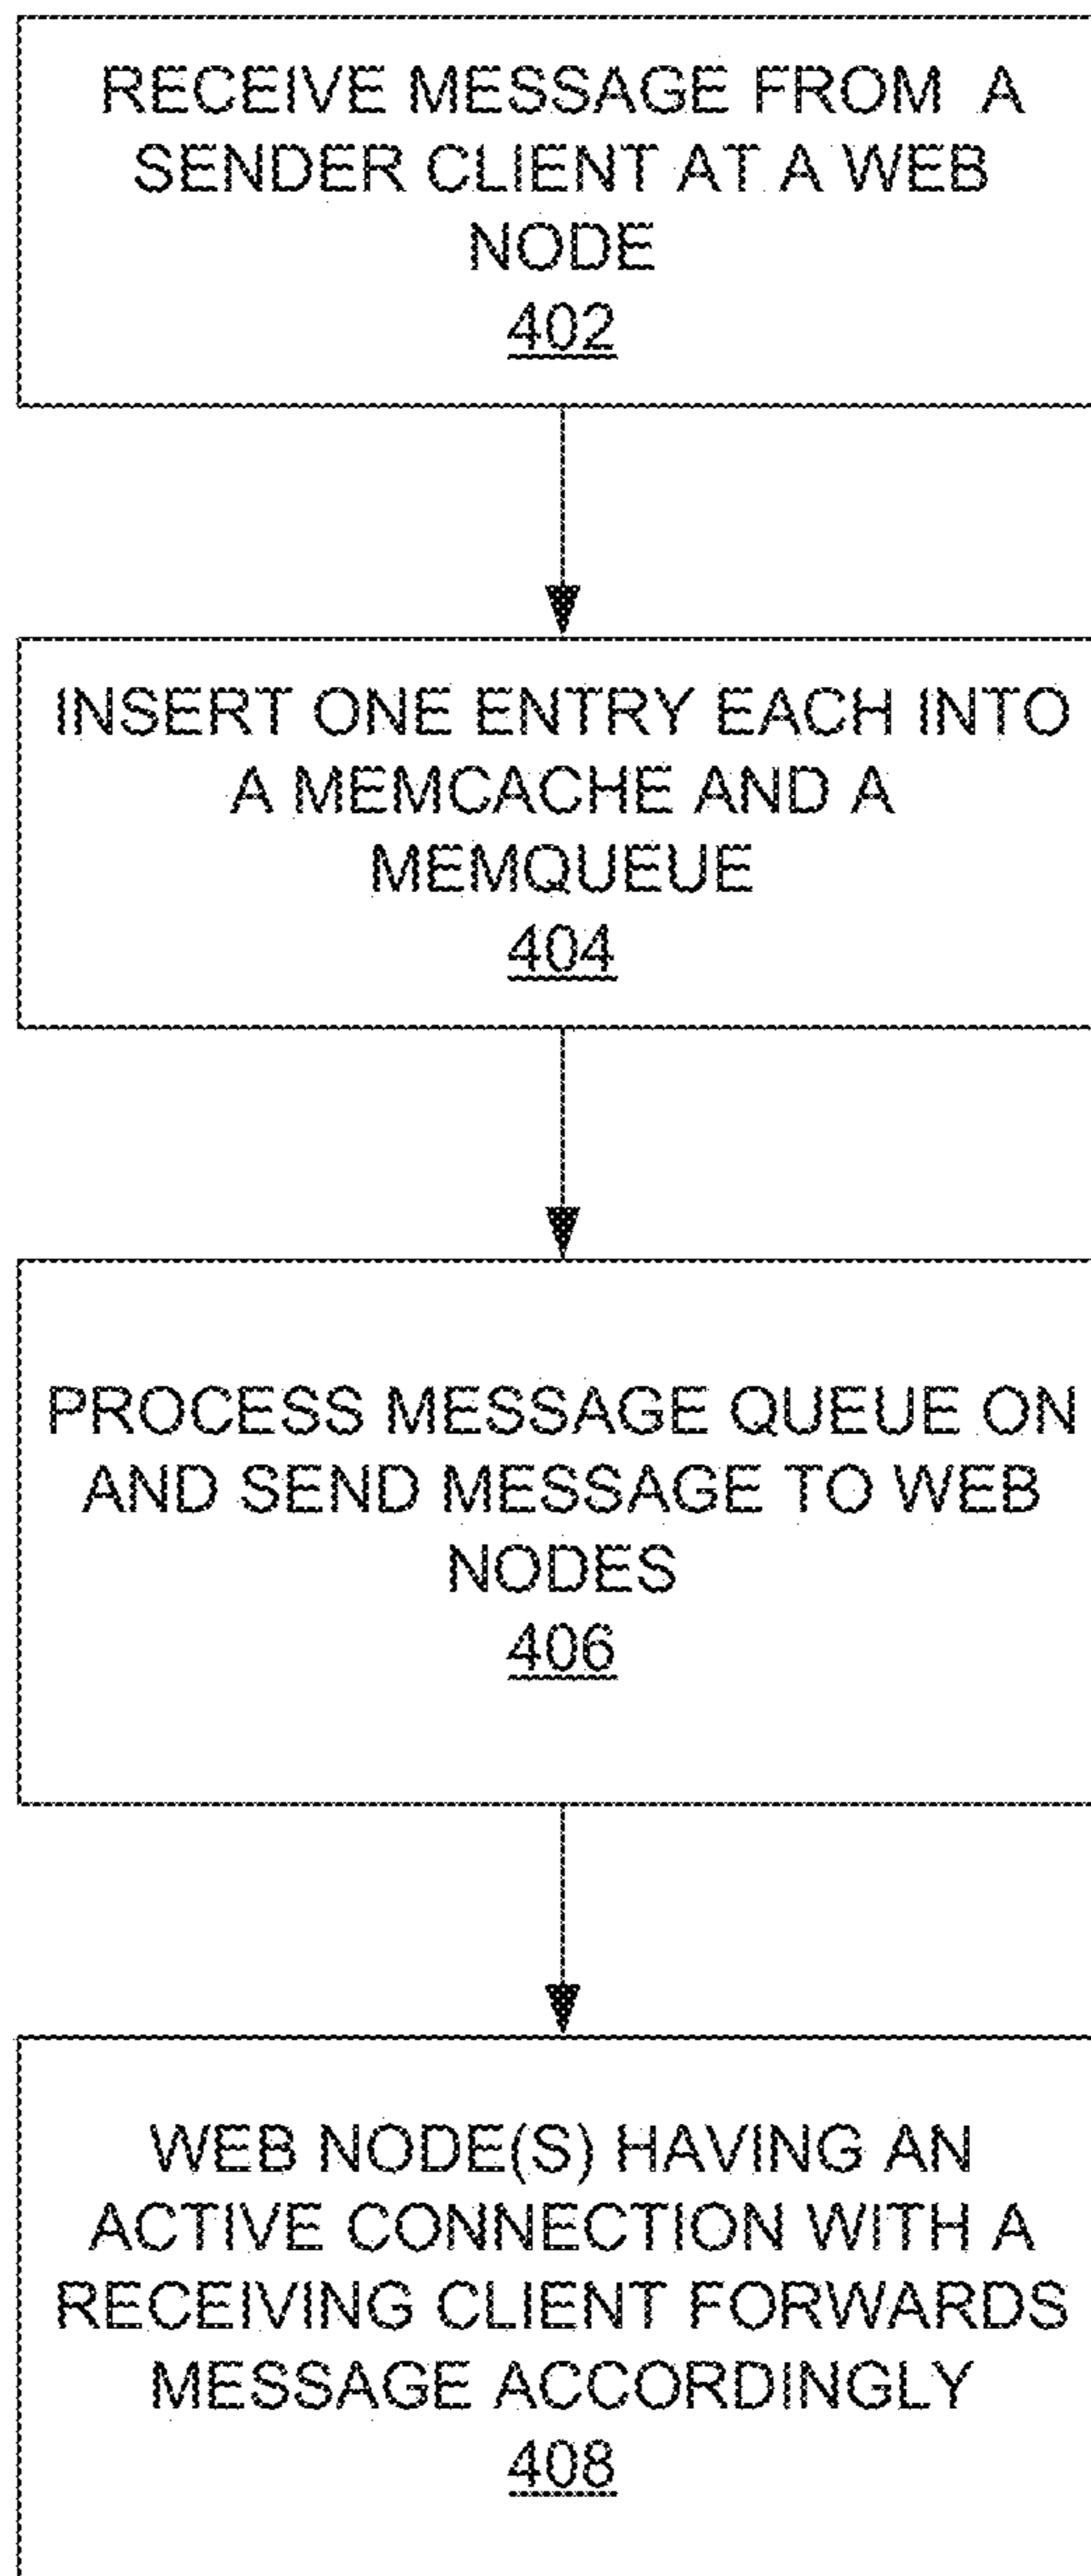 RECEIVE MESSAGE FROM A
SENDER CLIENT AT A WEB
NODE
402
INSERT ONE ENTRY EACH INTO
A MEMCACHE AND A
MEMQUEUE
404
PROCESS MESSAGE QUEUE ON
AND SEND MESSAGE TO WEB
NODES
406
WEB NODE(S) HAVING AN
ACTIVE CONNECTION WITH A
RECEIVING CLIENT FORWARDS
MESSAGE ACCORDINGLY
408